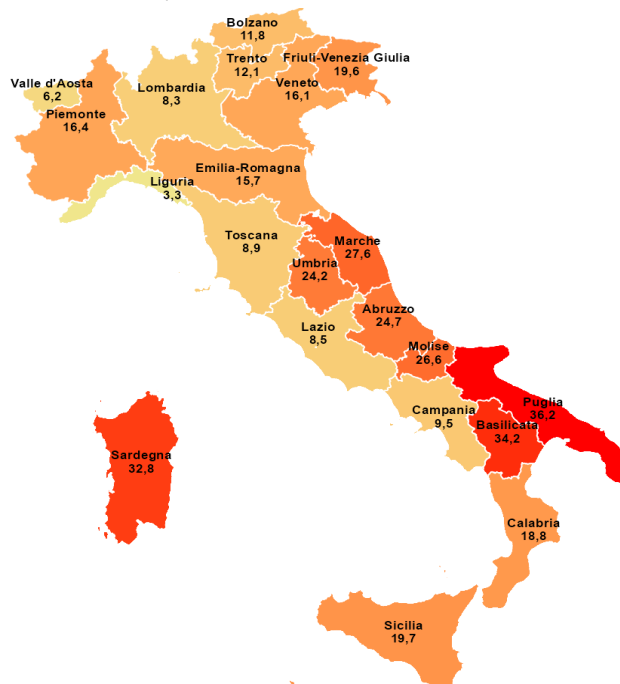 Bolzano
11,8
Trento
12,1
Friuli-Venezia Giulia
19,6
Valle d'Aosta
6,2
Lombardia
8,3
Veneto
16,1
Piemonte
16,4
Emilia-Romagna
15,7
Liguria
3,3
Toscana
8,9
Marche
27,6
Umbria
24,2
Abruzzo
24,7
Lazio
8,5
Molise
26,6
Puglia
36,2
Campania
9,5
Basilicata
34,2
Sardegna
32,8
Calabria
18,8
Sicilia
19,7